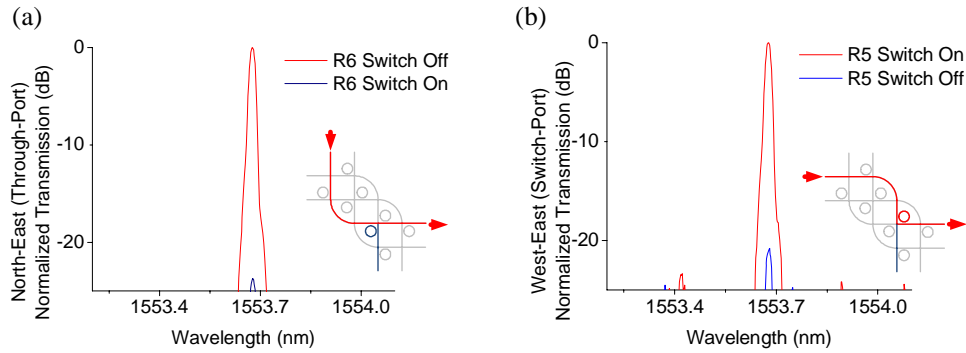 (a)
North-East (Through-Port)
Normalized Transmission (dB)
0
-10
-20
R6 Switch Off
R6 Switch On
1553.4
1553.7
1554.0
Wavelength (nm)
(b)
West-East (Switch-Port)
Normalized Transmission (dB)
0
-10
-20
R5 Switch On
R5 Switch Off
1553.4
1553.7
1554.0
Wavelength (nm)